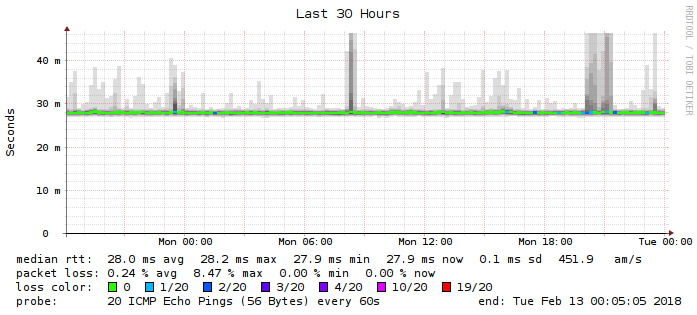 Last 30 Hours
RRDTOOL / TOBI OETIKER
Seconds
40 m
30 m
20 m
10 m
0
Mon 00:00 Mon 06:00 Mon 12:00 Mon 18:00 Tue 00:00
median rtt: 28.0 ms avg 28.2 ms max 27.9 ms min 27.9 ms now 0.1 ms sd 451.9 am/s
packet loss: 0.24 % avg 8.47 % max 0.00 % min 0.00 % now
loss color: 0 1/20 2/20 3/20 4/20 10/20 19/20
probe: 20 ICMP Echo Pings (56 Bytes) every 60s end: Tue Feb 13 00:05:05 2018